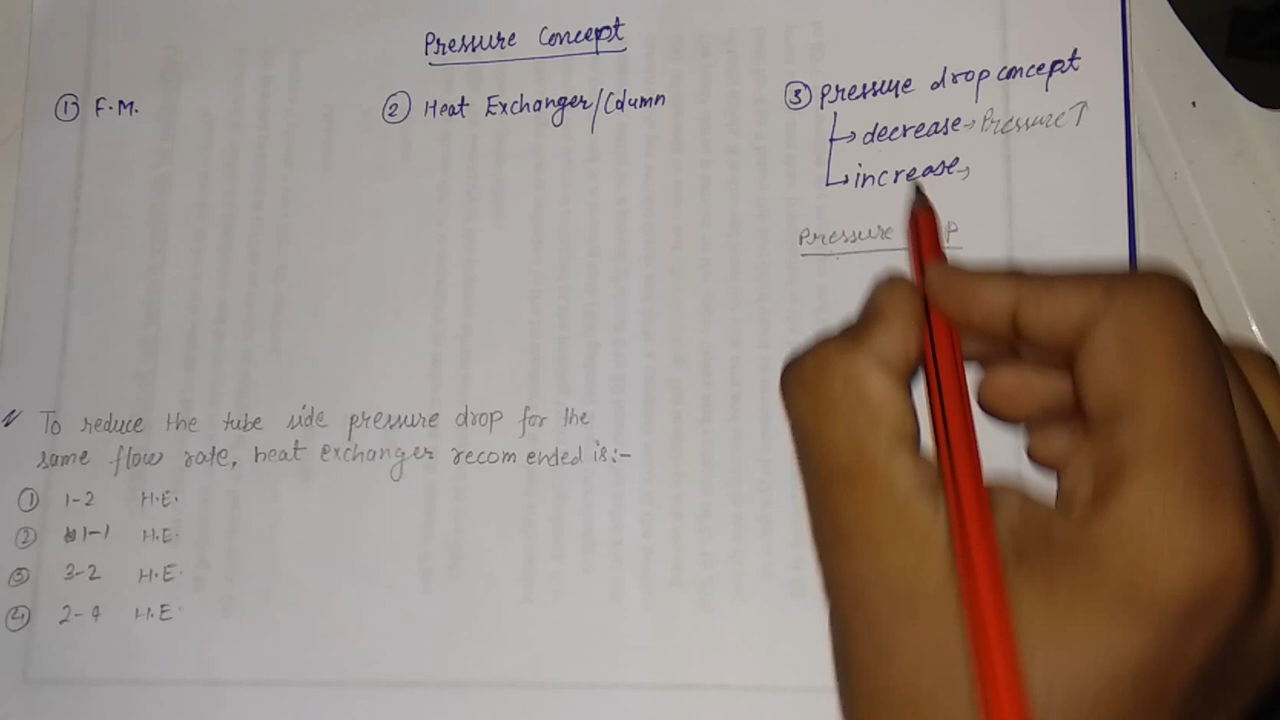 Pressure Concept
① F.M.
② Heat Exchanger/Column
③ Pressure drop concept
decrease → Pressure ↑
increase →
Pressure
To reduce the tube side pressure drop for the
same flow rate, heat exchanger recomended is:-
① 1-2 H.E.
② 1-1 H.E.
③ 3-2 H.E.
④ 2-4 H.E.